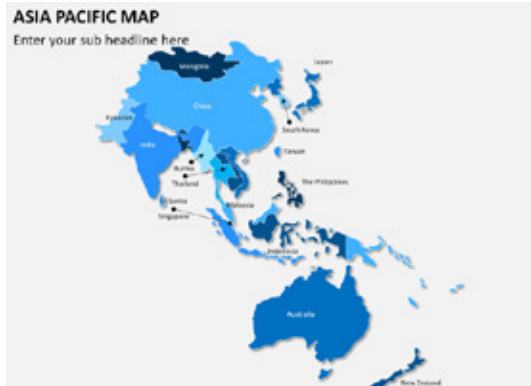 ASIA PACIFIC MAP
Enter your sub headline here
Mongolia
Japan
China
South Korea
Pakistan
India
Taiwan
Burma
Thailand
The Philippines
Malaysia
Singapore
Indonesia
Australia
New Zealand